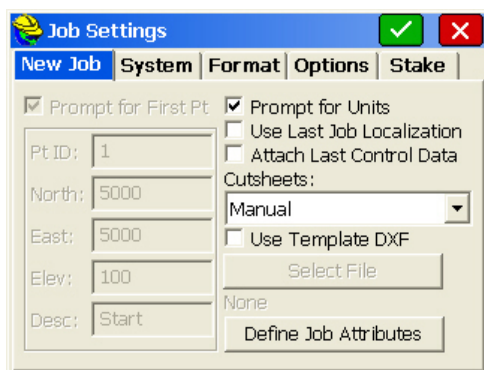 Job Settings
New Job System Format Options Stake
Prompt for First Pt
Pt ID: 1
North: 5000
East: 5000
Elev: 100
Desc: Start
Prompt for Units
Use Last Job Localization
Attach Last Control Data
Cutsheets:
Manual
Use Template DXF
Select File
None
Define Job Attributes